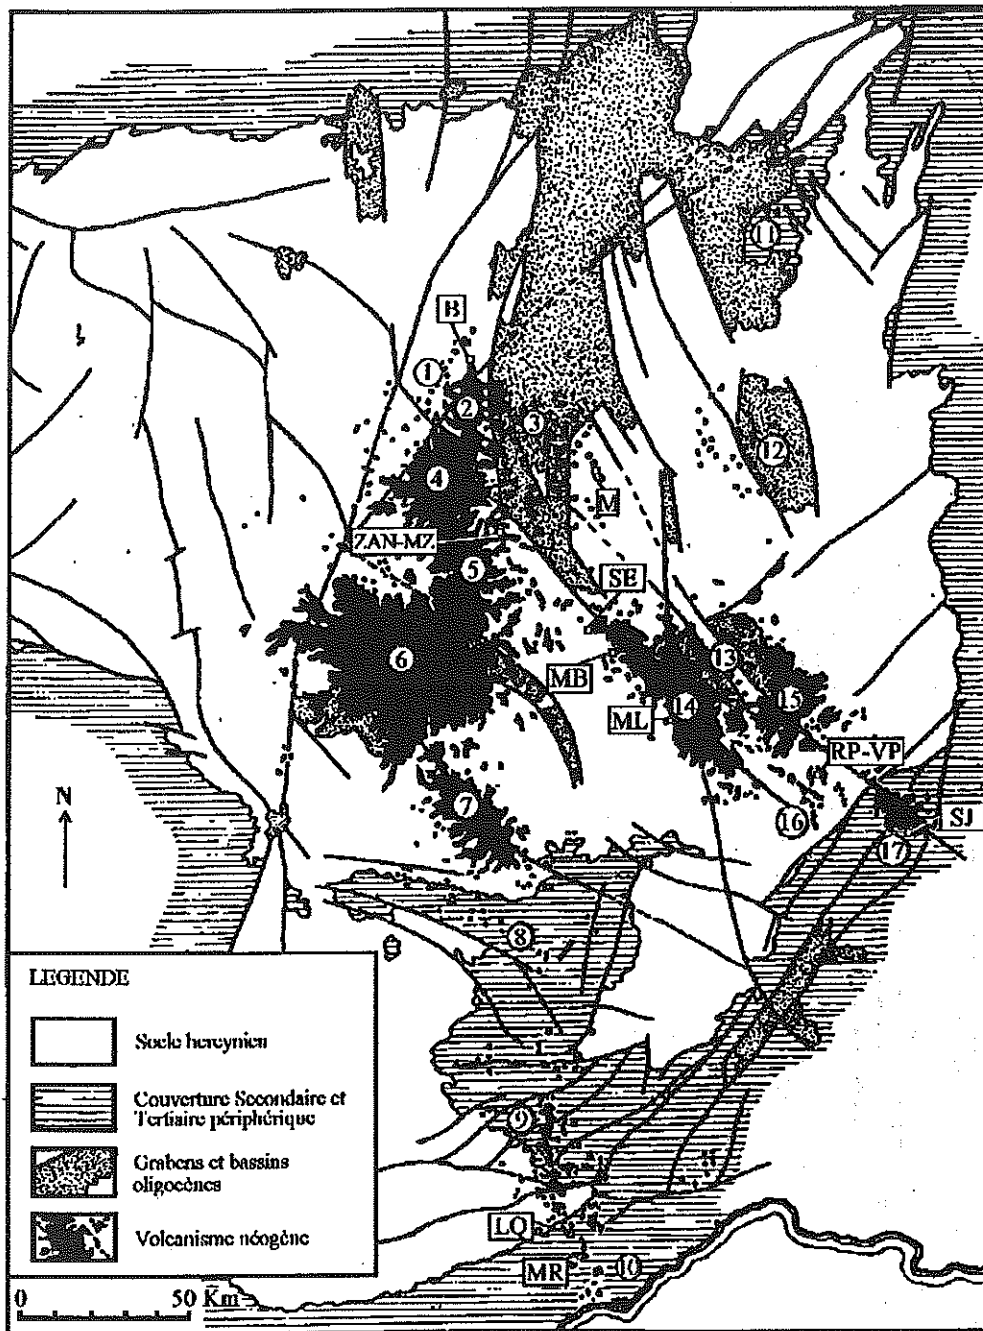 11
B
1
2
3
12
4
M
ZAN-MZ
5
SE
13
6
MB
15
14
ML
RP-VP
7
N
SJ
16
17
8
LEGENDE
Socle hercynien
Couverture Secondaire et
Tertiaire périphérique
9
Grabens et bassins
oligocènes
Volcanisme néogène
LQ
MR
10
0 50 Km